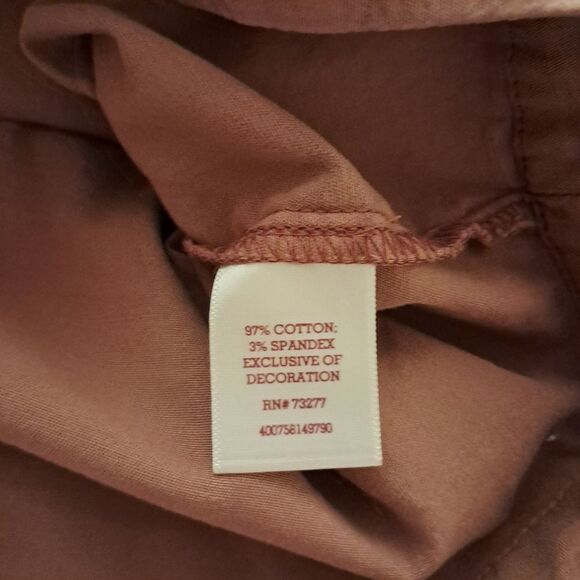 97% COTTON;
3% SPANDEX
EXCLUSIVE OF
DECORATION
RN# 73277
400758149790